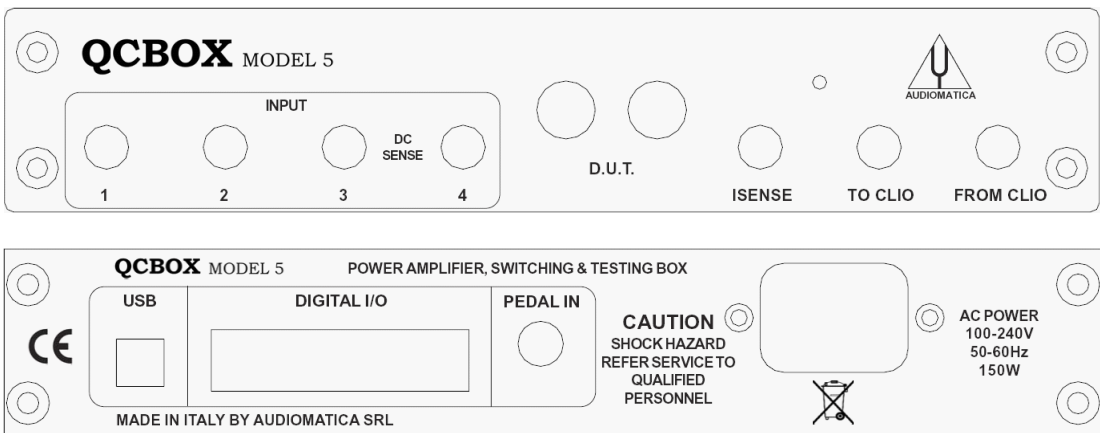 QCBOX MODEL 5
AUDIOMATICA
INPUT
DC
SENSE
D.U.T.
1 2 3 4
ISENSE TO CLIO FROM CLIO
QCBOX MODEL 5 POWER AMPLIFIER, SWITCHING & TESTING BOX
USB DIGITAL I/O PEDAL IN
CE
CAUTION
SHOCK HAZARD
REFER SERVICE TO
QUALIFIED
PERSONNEL
AC POWER
100-240V
50-60Hz
150W
MADE IN ITALY BY AUDIOMATICA SRL